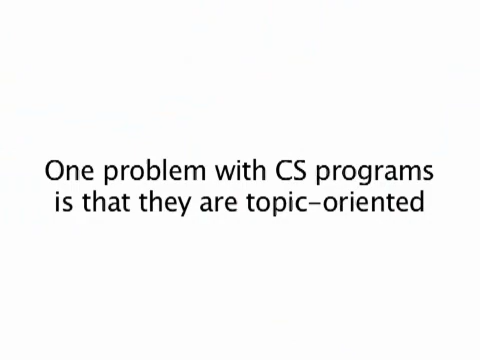 One problem with CS programs
is that they are topic-oriented